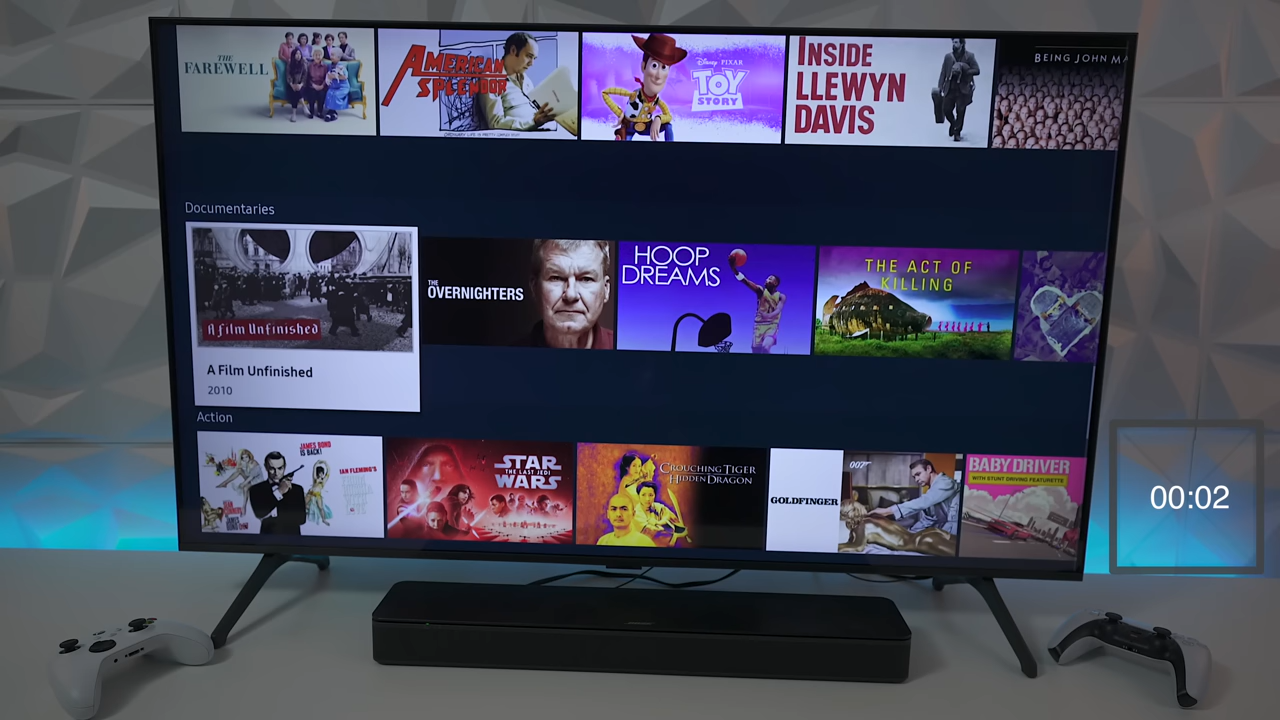 THE
FAREWELL
AMERICAN
SPLENDOR
Disney PIXAR
TOY
STORY
INSIDE
LLEWYN
DAVIS
BEING JOHN MA
Documentaries
A Film Unfinished
THE
OVERNIGHTERS
HOOP
DREAMS
THE ACT OF
KILLING
A Film Unfinished
2010
Action
JAMES BOND
IS BACK!
IAN FLEMING'S
STAR
THE LAST JEDI
WARS
CROUCHING TIGER
HIDDEN DRAGON
GOLDFINGER
007
BABY DRIVER
WITH STUNT DRIVING FEATURETTE
00:02